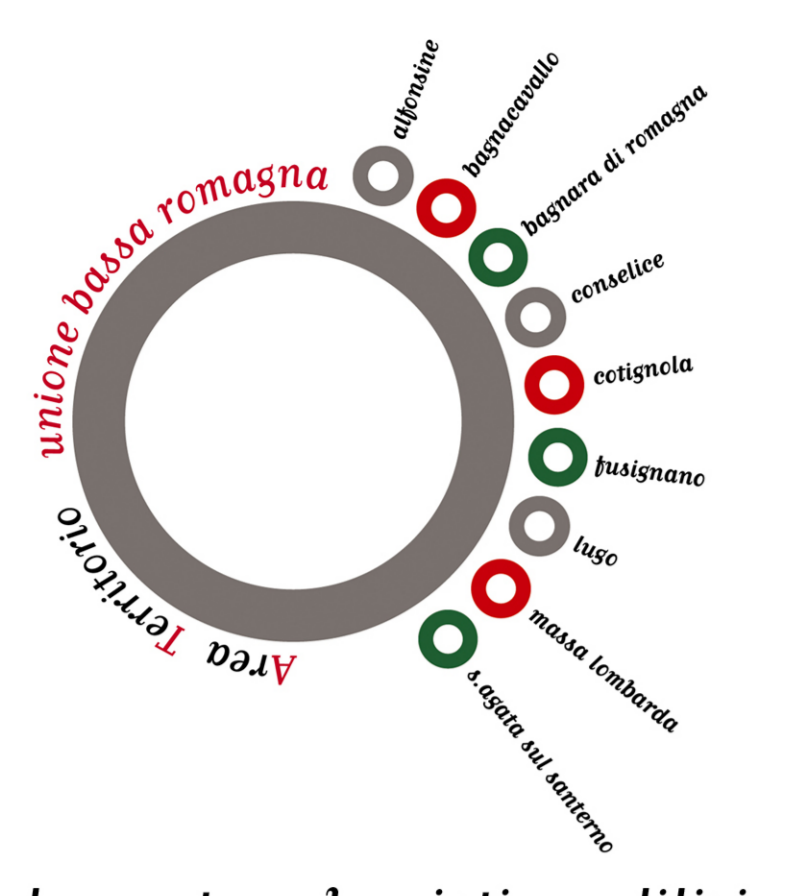 unione bassa romagna
Area Territorio
alfonsine
bagnacavallo
bagnara di romagna
conselice
cotignola
fusignano
lugo
massa lombarda
s.agata sul santerno